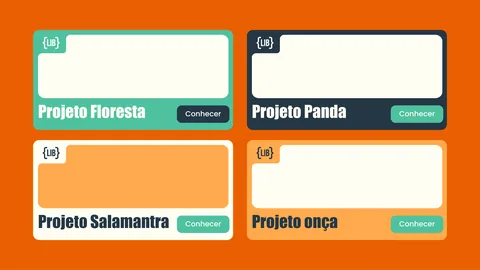 {LIB}
{LIB}
Projeto Floresta
Conhecer
Projeto Panda
Conhecer
{LIB}
{LIB}
Projeto Salamantra
Conhecer
Projeto onça
Conhecer